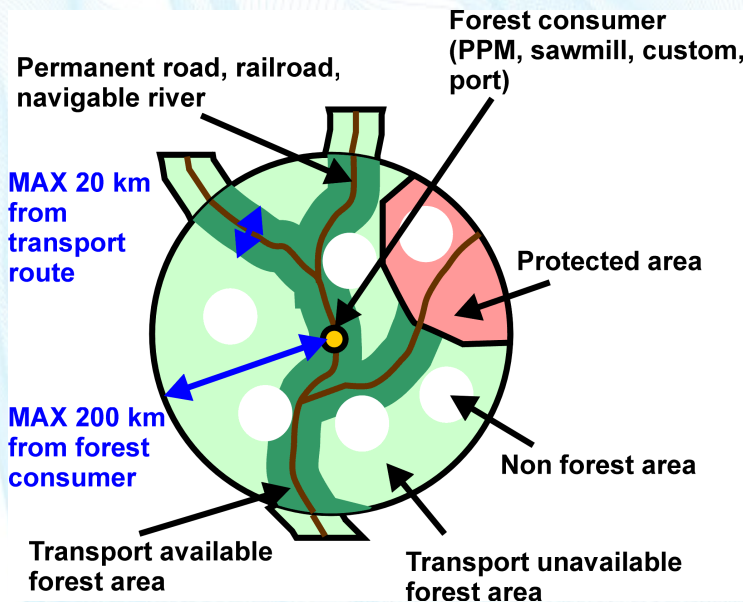 Forest consumer
(PPM, sawmill, custom,
port)
Permanent road, railroad,
navigable river
MAX 20 km
from
transport
route
Protected area
MAX 200 km
from forest
consumer
Non forest area
Transport available
forest area
Transport unavailable
forest area